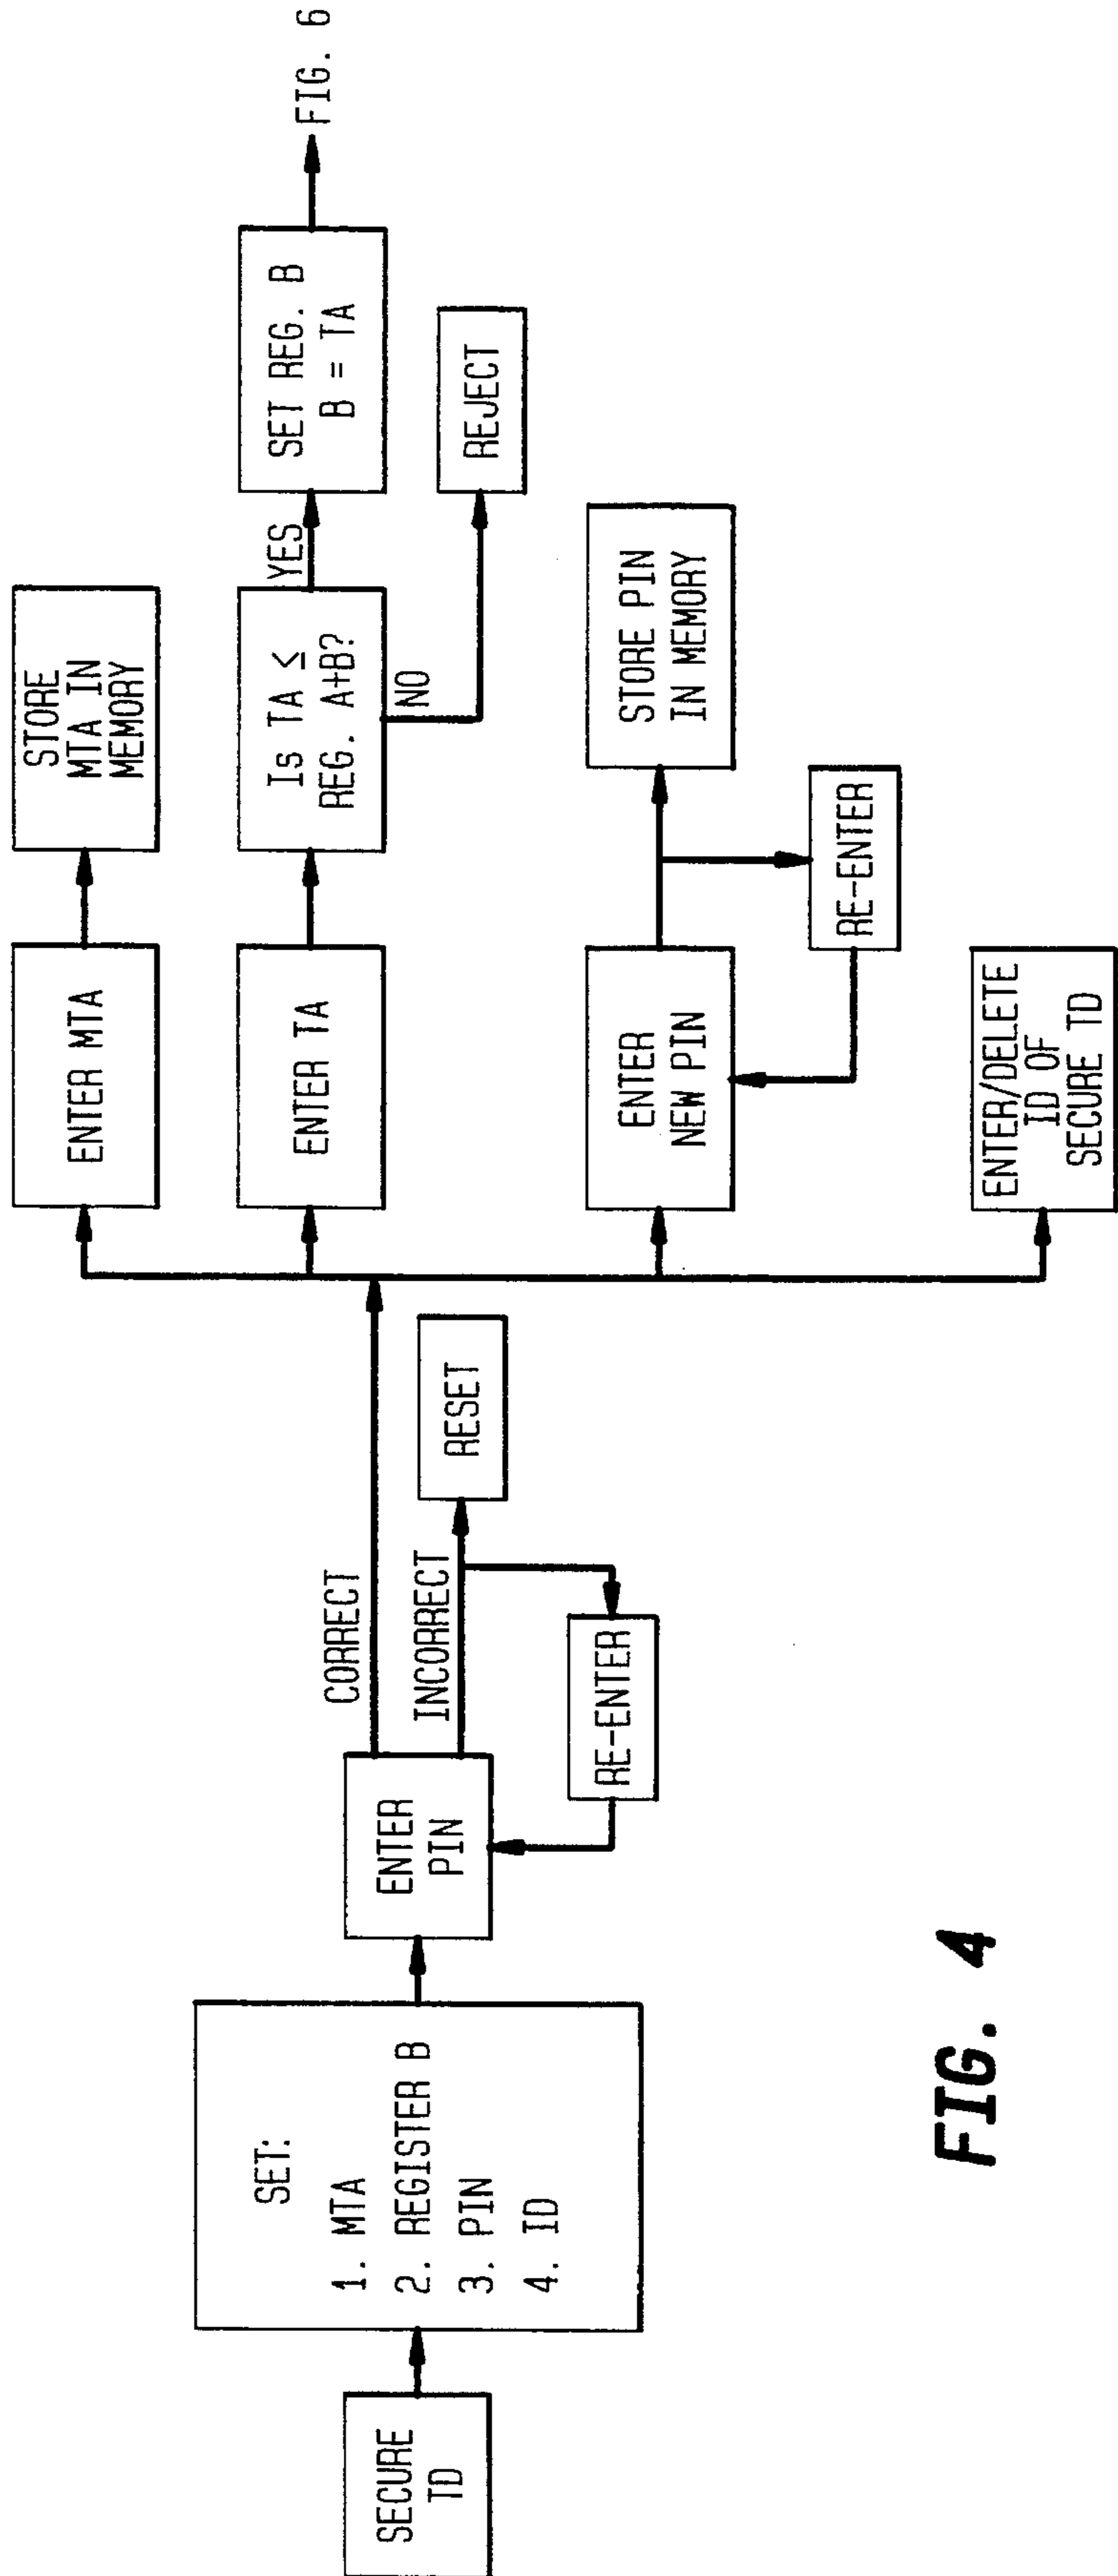 SECURE
TD
SET:
1. MTA
2. REGISTER B
3. PIN
4. ID
ENTER
PIN
CORRECT
INCORRECT
RE-ENTER
RESET
ENTER MTA
STORE
MTA IN
MEMORY
ENTER TA
Is TA ≤
REG. A+B?
YES
NO
SET REG. B
B = TA
FIG. 6
REJECT
ENTER
NEW PIN
STORE PIN
IN MEMORY
RE-ENTER
ENTER/DELETE
ID OF
SECURE TD
FIG. 4